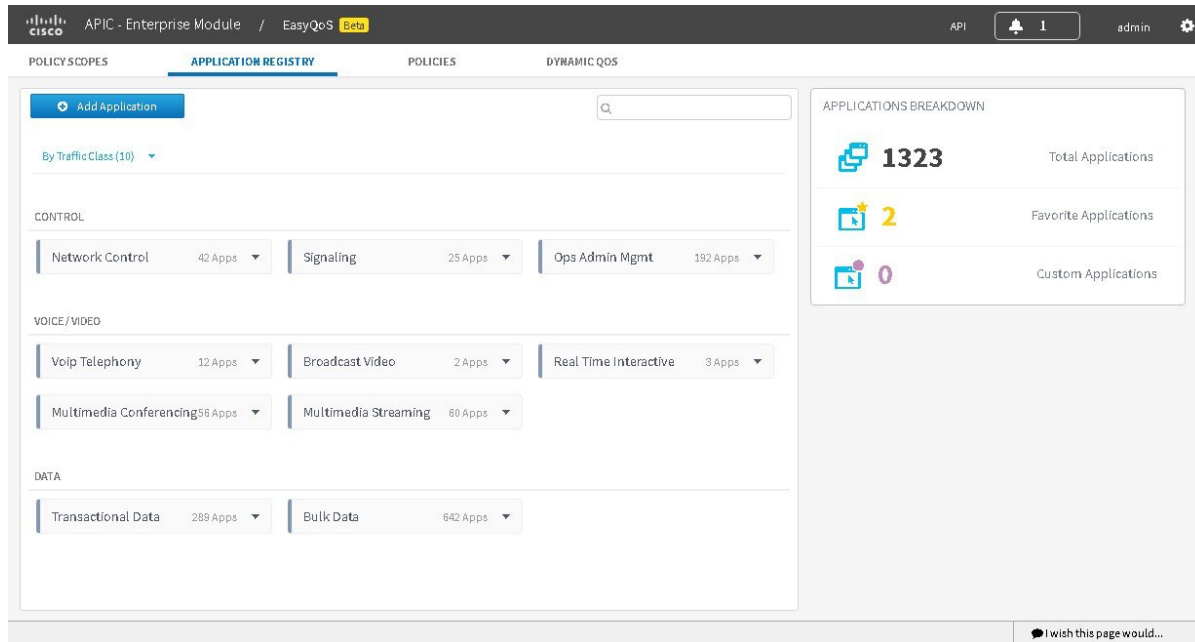 CISCO APIC - Enterprise Module / EasyQoS Beta API 1 admin
POLICY SCOPES APPLICATION REGISTRY POLICIES DYNAMIC QOS
Add Application
By Traffic Class (10)
CONTROL
Network Control 42 Apps Signaling 25 Apps Ops Admin Mgmt 192 Apps
VOICE / VIDEO
Voip Telephony 12 Apps Broadcast Video 2 Apps Real Time Interactive 3 Apps
Multimedia Conferencing 56 Apps Multimedia Streaming 60 Apps
DATA
Transactional Data 289 Apps Bulk Data 642 Apps
APPLICATIONS BREAKDOWN
1323 Total Applications
2 Favorite Applications
0 Custom Applications
I wish this page would...